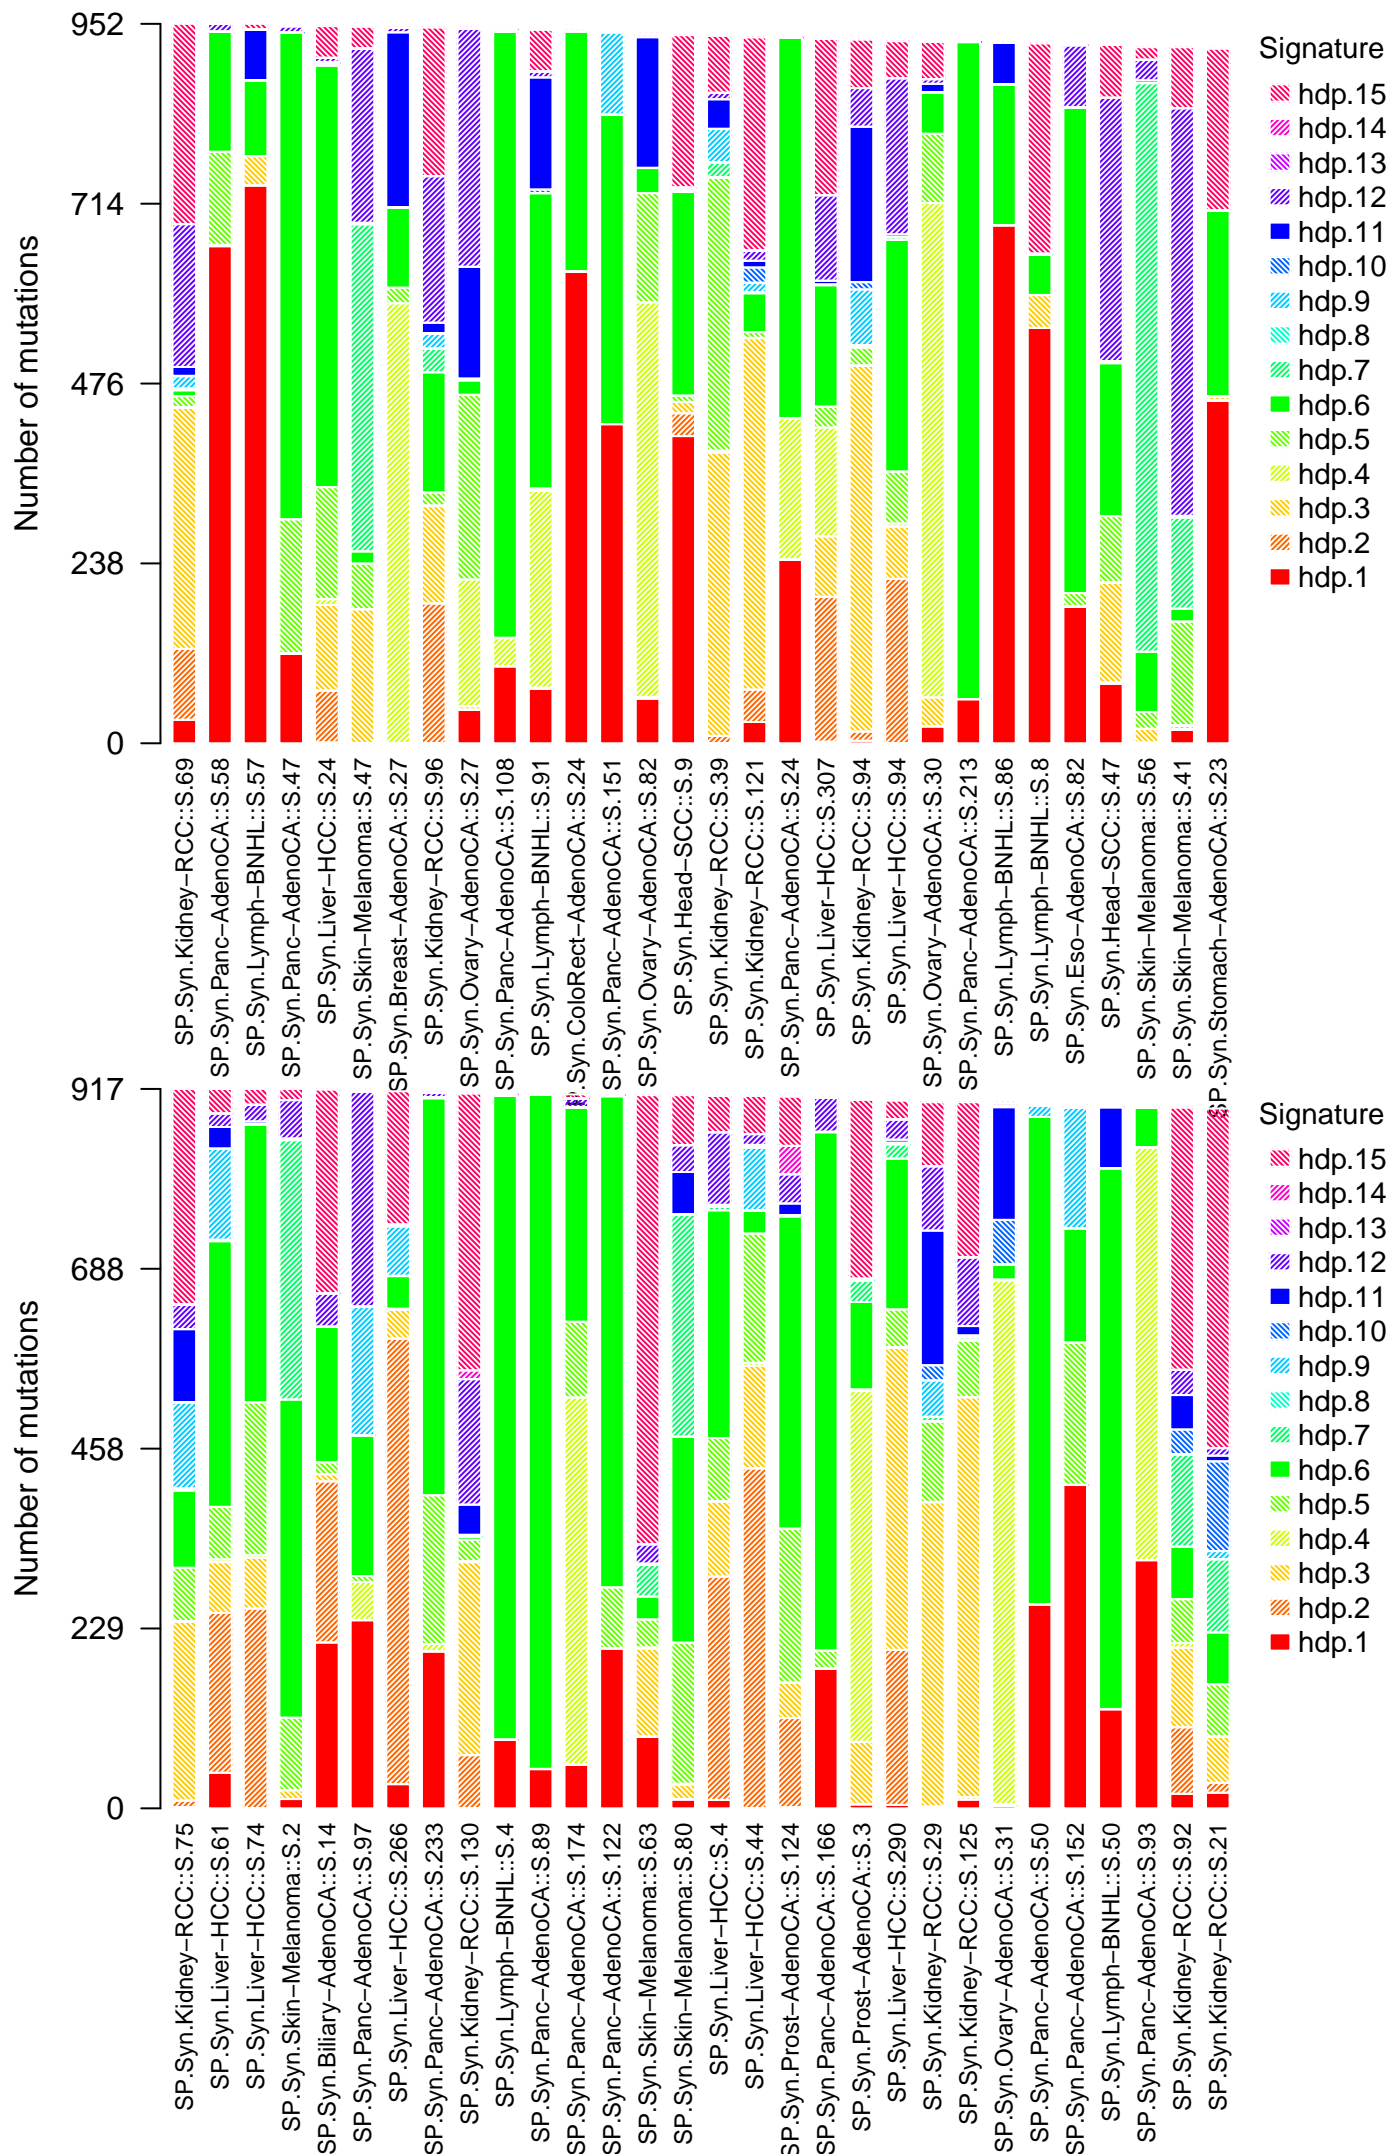 Number of mutations
952
714
476
238
0
Signature
hdp.15
hdp.14
hdp.13
hdp.12
hdp.11
hdp.10
hdp.9
hdp.8
hdp.7
hdp.6
hdp.5
hdp.4
hdp.3
hdp.2
hdp.1
SP.Syn.Kidney−RCC::S.69
SP.Syn.Panc−AdenoCA::S.58
SP.Syn.Lymph−BNHL::S.57
SP.Syn.Panc−AdenoCA::S.47
SP.Syn.Liver−HCC::S.24
SP.Syn.Skin−Melanoma::S.47
SP.Syn.Breast−AdenoCA::S.27
SP.Syn.Kidney−RCC::S.96
SP.Syn.Ovary−AdenoCA::S.27
SP.Syn.Panc−AdenoCA::S.108
SP.Syn.Lymph−BNHL::S.91
P.Syn.ColoRect−AdenoCA::S.24
SP.Syn.Panc−AdenoCA::S.151
SP.Syn.Ovary−AdenoCA::S.82
SP.Syn.Head−SCC::S.9
SP.Syn.Kidney−RCC::S.39
SP.Syn.Kidney−RCC::S.121
SP.Syn.Panc−AdenoCA::S.24
SP.Syn.Liver−HCC::S.307
SP.Syn.Kidney−RCC::S.94
SP.Syn.Liver−HCC::S.94
SP.Syn.Ovary−AdenoCA::S.30
SP.Syn.Panc−AdenoCA::S.213
SP.Syn.Lymph−BNHL::S.86
SP.Syn.Lymph−BNHL::S.8
SP.Syn.Eso−AdenoCA::S.82
SP.Syn.Head−SCC::S.47
SP.Syn.Skin−Melanoma::S.56
SP.Syn.Skin−Melanoma::S.41
SP.Syn.Stomach−AdenoCA::S.23
Number of mutations
917
688
458
229
0
Signature
hdp.15
hdp.14
hdp.13
hdp.12
hdp.11
hdp.10
hdp.9
hdp.8
hdp.7
hdp.6
hdp.5
hdp.4
hdp.3
hdp.2
hdp.1
SP.Syn.Kidney−RCC::S.75
SP.Syn.Liver−HCC::S.61
SP.Syn.Liver−HCC::S.74
SP.Syn.Skin−Melanoma::S.2
SP.Syn.Biliary−AdenoCA::S.14
SP.Syn.Panc−AdenoCA::S.97
SP.Syn.Liver−HCC::S.266
SP.Syn.Panc−AdenoCA::S.233
SP.Syn.Kidney−RCC::S.130
SP.Syn.Lymph−BNHL::S.4
SP.Syn.Panc−AdenoCA::S.89
SP.Syn.Panc−AdenoCA::S.174
SP.Syn.Panc−AdenoCA::S.122
SP.Syn.Skin−Melanoma::S.63
SP.Syn.Skin−Melanoma::S.80
SP.Syn.Liver−HCC::S.4
SP.Syn.Liver−HCC::S.44
SP.Syn.Prost−AdenoCA::S.124
SP.Syn.Panc−AdenoCA::S.166
SP.Syn.Prost−AdenoCA::S.3
SP.Syn.Liver−HCC::S.290
SP.Syn.Kidney−RCC::S.29
SP.Syn.Kidney−RCC::S.125
SP.Syn.Ovary−AdenoCA::S.31
SP.Syn.Panc−AdenoCA::S.50
SP.Syn.Panc−AdenoCA::S.152
SP.Syn.Lymph−BNHL::S.50
SP.Syn.Panc−AdenoCA::S.93
SP.Syn.Kidney−RCC::S.92
SP.Syn.Kidney−RCC::S.21